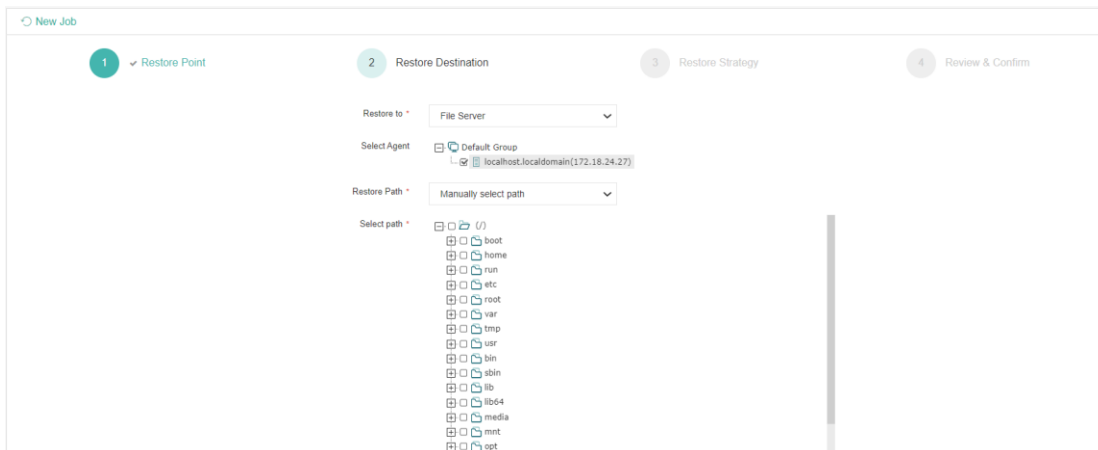 New Job
1 Restore Point 2 Restore Destination 3 Restore Strategy 4 Review & Confirm
Restore to * File Server
Select Agent Default Group
localhost.localdomain(172.18.24.27)
Restore Path * Manually select path
Select path * (/)
boot
home
run
etc
root
var
tmp
usr
bin
sbin
lib
lib64
media
mnt
opt